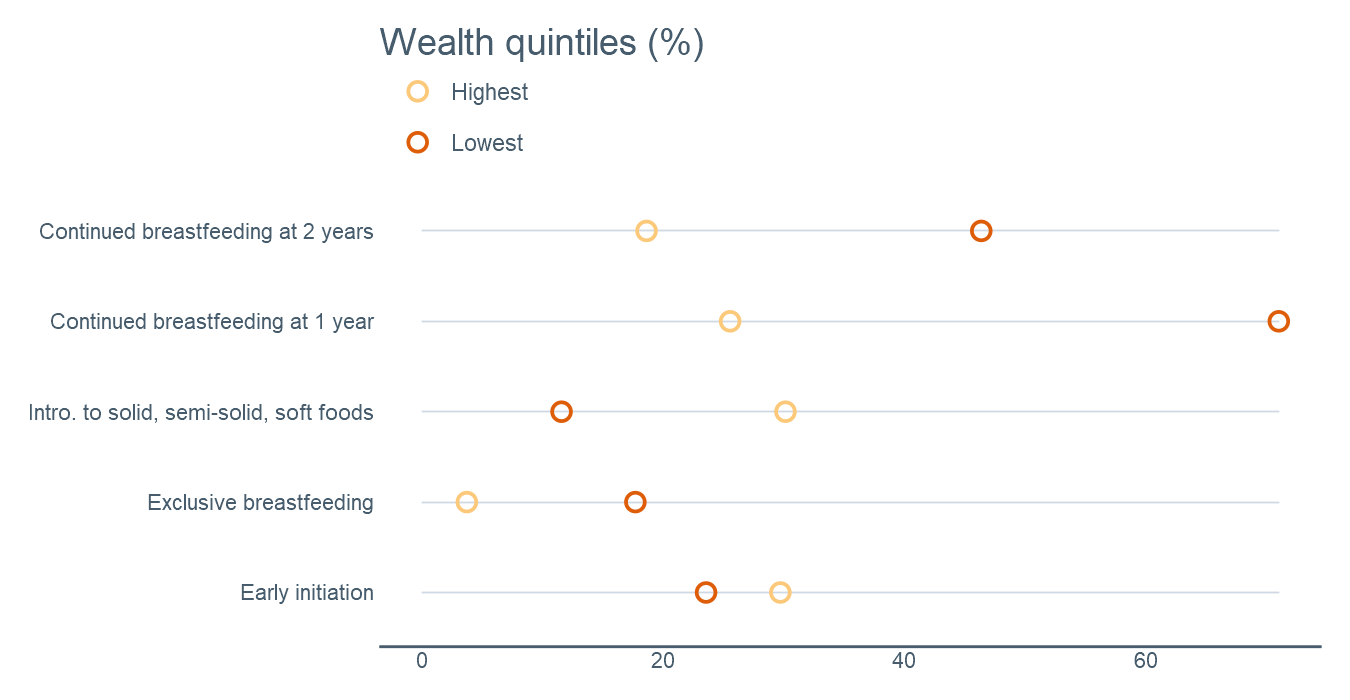 Wealth quintiles (%)
Highest
Lowest
Continued breastfeeding at 2 years
Continued breastfeeding at 1 year
Intro. to solid, semi-solid, soft foods
Exclusive breastfeeding
Early initiation
0 20 40 60